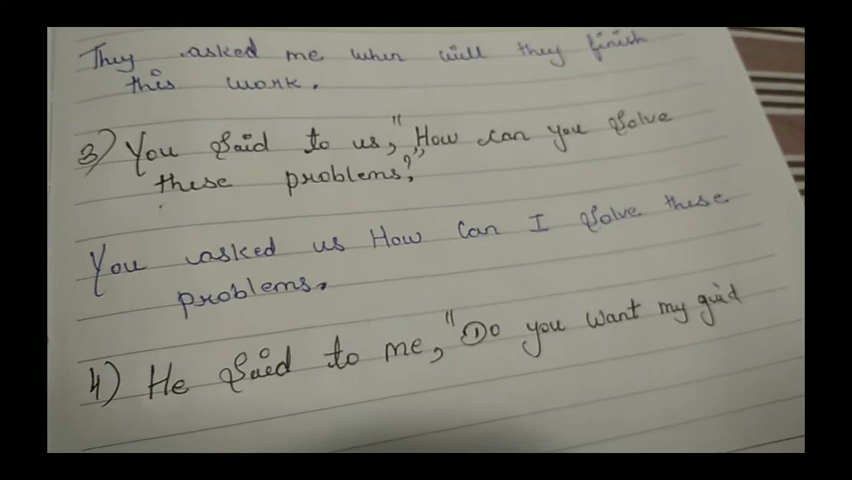 They asked me when will they finish
this work.
3) You said to us, "How can you solve
these problems?"
You asked us How can I solve these
problems.
4) He said to me, "Do you want my guid